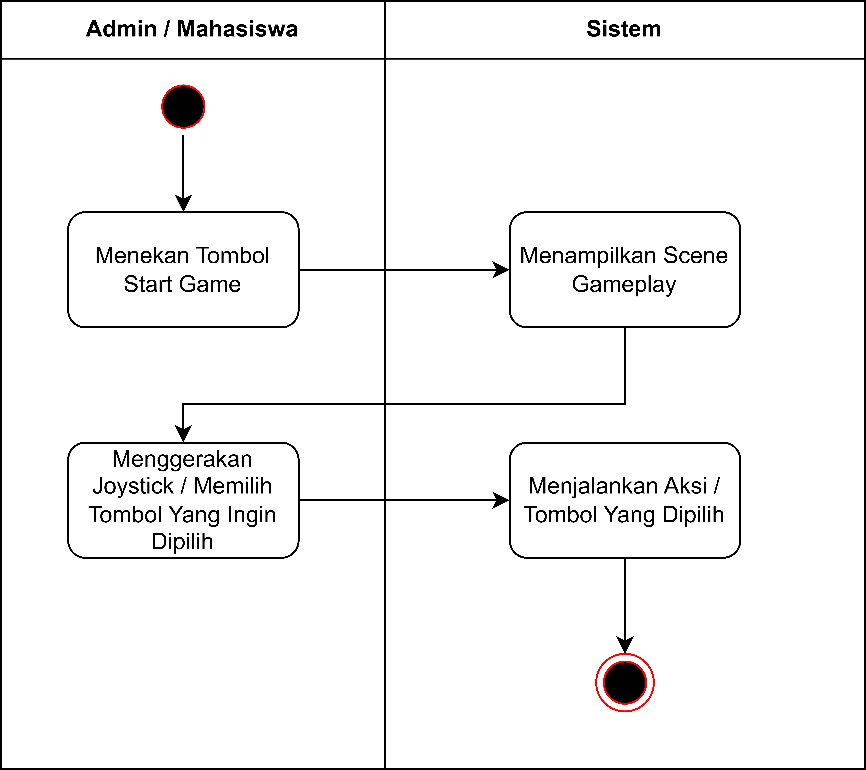 Admin / Mahasiswa
Sistem
Menekan Tombol
Start Game
Menampilkan Scene
Gameplay
Menggerakan
Joystick / Memilih
Tombol Yang Ingin
Dipilih
Menjalankan Aksi /
Tombol Yang Dipilih